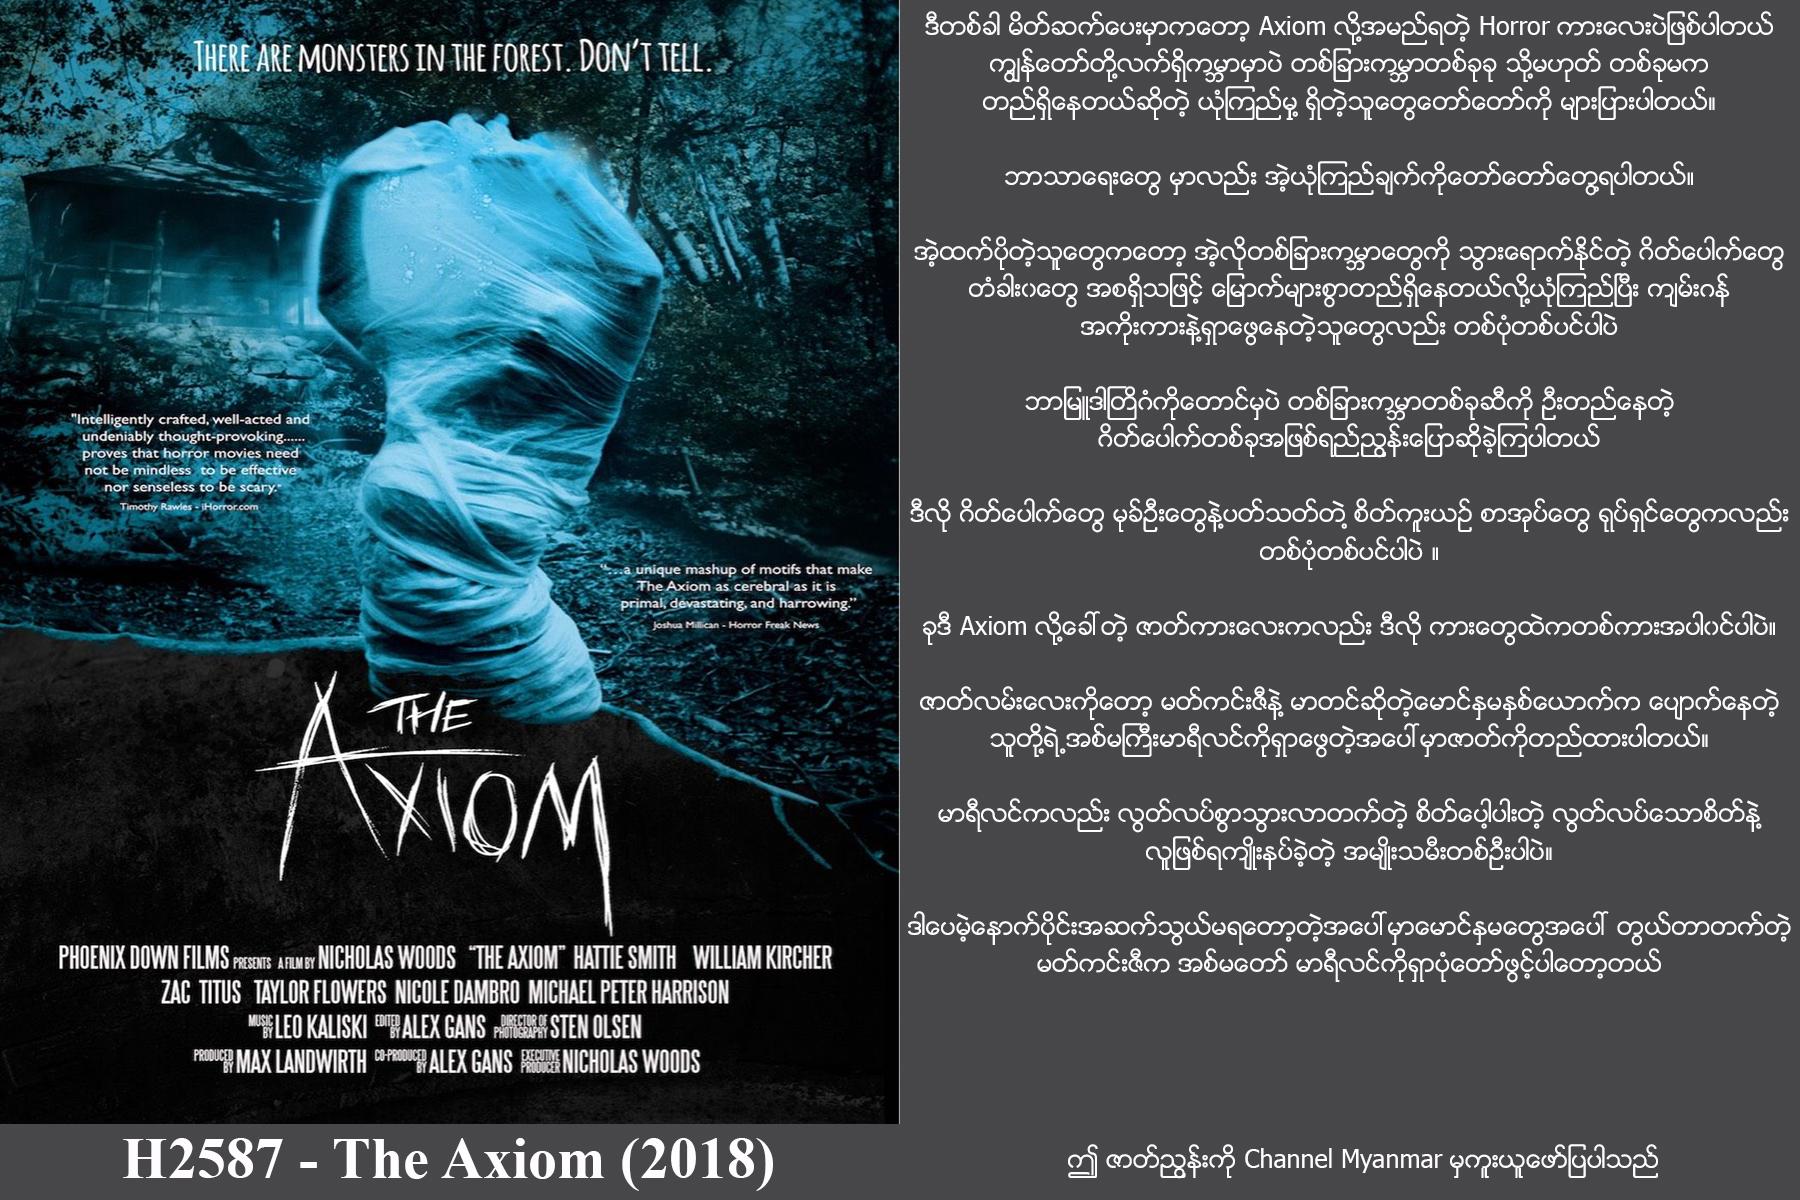 THERE ARE MONSTERS IN THE FOREST. DON'T TELL.
"Intelligently crafted, well-acted and
undeniably thought-provoking......
proves that horror movies need
not be mindless to be effective
nor senseless to be scary."
Timothy Rawles - iHorror.com
"...a unique mashup of motifs that make
The Axiom as cerebral as it is
primal, devastating, and harrowing."
Joshua Millican - Horror Freak News
THE
AXIOM
PHOENIX DOWN FILMS PRESENTS A FILM BY NICHOLAS WOODS "THE AXIOM" HATTIE SMITH WILLIAM KIRCHER
ZAC TITUS TAYLOR FLOWERS NICOLE DAMBRO MICHAEL PETER HARRISON
MUSIC BY LEO KALISKI EDITED BY ALEX GANS DIRECTOR OF PHOTOGRAPHY STEN OLSEN
PRODUCED BY MAX LANDWIRTH CO-PRODUCED BY ALEX GANS EXECUTIVE PRODUCER NICHOLAS WOODS
H2587 - The Axiom (2018)
ဒီတစ်ခါ မိတ်ဆက်ပေးမှာကတော့ Axiom လို့အမည်ရတဲ့ Horror ကားလေးပဲဖြစ်ပါတယ်
ကျွန်တော်တို့လက်ရှိကမ္ဘာမှာပဲ တစ်ခြားကမ္ဘာတစ်ခုခု သို့မဟုတ် တစ်ခုမက
တည်ရှိနေတယ်ဆိုတဲ့ ယုံကြည်မှု့ ရှိတဲ့သူတွေတော်တော်ကို များပြားပါတယ်။
ဘာသာရေးတွေ မှာလည်း အဲ့ယုံကြည်ချက်ကိုတော်တော်တွေ့ရပါတယ်။
အဲ့ထက်ပိုတဲ့သူတွေကတော့ အဲ့လိုတစ်ခြားကမ္ဘာတွေကို သွားရောက်နိုင်တဲ့ ဂိတ်ပေါက်တွေ
တံခါး၀တွေ အစရှိသဖြင့် မြောက်များစွာတည်ရှိနေတယ်လို့ယုံကြည်ပြီး ကျမ်းဂန်
အကိုးကားနဲ့ရှာဖွေနေတဲ့သူတွေလည်း တစ်ပုံတစ်ပင်ပါပဲ
ဘာမြူဒါတြိဂံကိုတောင်မှပဲ တစ်ခြားကမ္ဘာတစ်ခုဆီကို ဦးတည်နေတဲ့
ဂိတ်ပေါက်တစ်ခုအဖြစ်ရည်ညွှန်းပြောဆိုခဲ့ကြပါတယ်
ဒီလို ဂိတ်ပေါက်တွေ မုခ်ဦးတွေနဲ့ပတ်သတ်တဲ့ စိတ်ကူးယဉ် စာအုပ်တွေ ရုပ်ရှင်တွေကလည်း
တစ်ပုံတစ်ပင်ပါပဲ ။
ခုဒီ Axiom လို့ခေါ်တဲ့ ဇာတ်ကားလေးကလည်း ဒီလို ကားတွေထဲကတစ်ကားအပါ၀င်ပါပဲ။
ဇာတ်လမ်းလေးကိုတော့ မတ်ကင်းဇီနဲ့ မာတင်ဆိုတဲ့မောင်နှမနှစ်ယောက်က ပျောက်နေတဲ့
သူတို့ရဲ့အစ်မကြီးမာရီလင်ကိုရှာဖွေတဲ့အပေါ်မှာဇာတ်ကိုတည်ထားပါတယ်။
မာရီလင်ကလည်း လွတ်လပ်စွာသွားလာတက်တဲ့ စိတ်ပေါ့ပါးတဲ့ လွတ်လပ်သောစိတ်နဲ့
လူဖြစ်ရကျိုးနပ်ခဲ့တဲ့ အမျိုးသမီးတစ်ဦးပါပဲ။
ဒါပေမဲ့နောက်ပိုင်းအဆက်သွယ်မရတော့တဲ့အပေါ်မှာမောင်နှမတွေအပေါ် တွယ်တာတက်တဲ့
မတ်ကင်းဇီက အစ်မတော် မာရီလင်ကိုရှာပုံတော်ဖွင့်ပါတော့တယ်
ဤ ဇာတ်ညွှန်းကို Channel Myanmar မှကူးယူဖော်ပြပါသည်